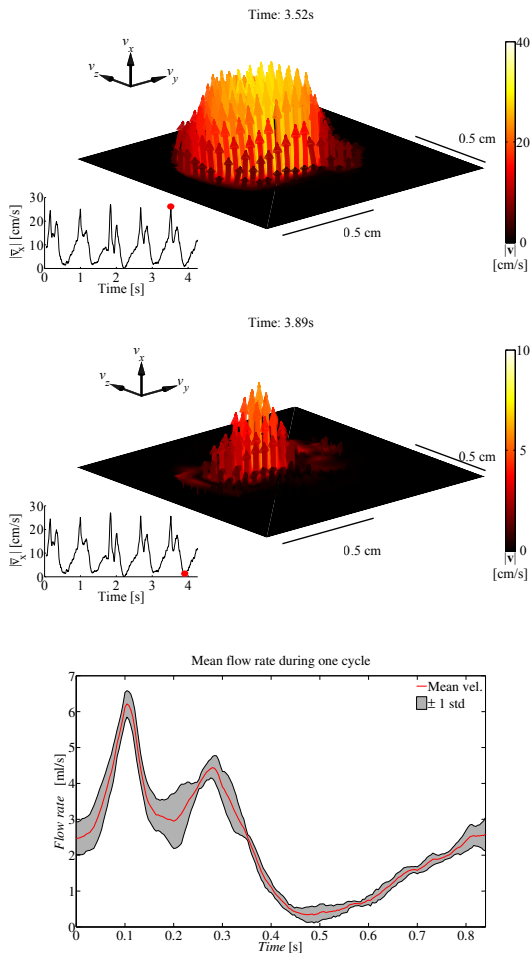 Time: 3.52s
v_x
v_z
v_y
40
20
0
|v|
[cm/s]
0.5 cm
0.5 cm
30
20
10
0
|v̅_x| [cm/s]
0 1 2 3 4
Time [s]
Time: 3.89s
v_x
v_z
v_y
10
5
0
|v|
[cm/s]
0.5 cm
0.5 cm
30
20
10
0
|v̅_x| [cm/s]
0 1 2 3 4
Time [s]
Mean flow rate during one cycle
Mean vel.
± 1 std
7
6
5
4
3
2
1
0
Flow rate [ml/s]
0 0.1 0.2 0.3 0.4 0.5 0.6 0.7 0.8
Time [s]